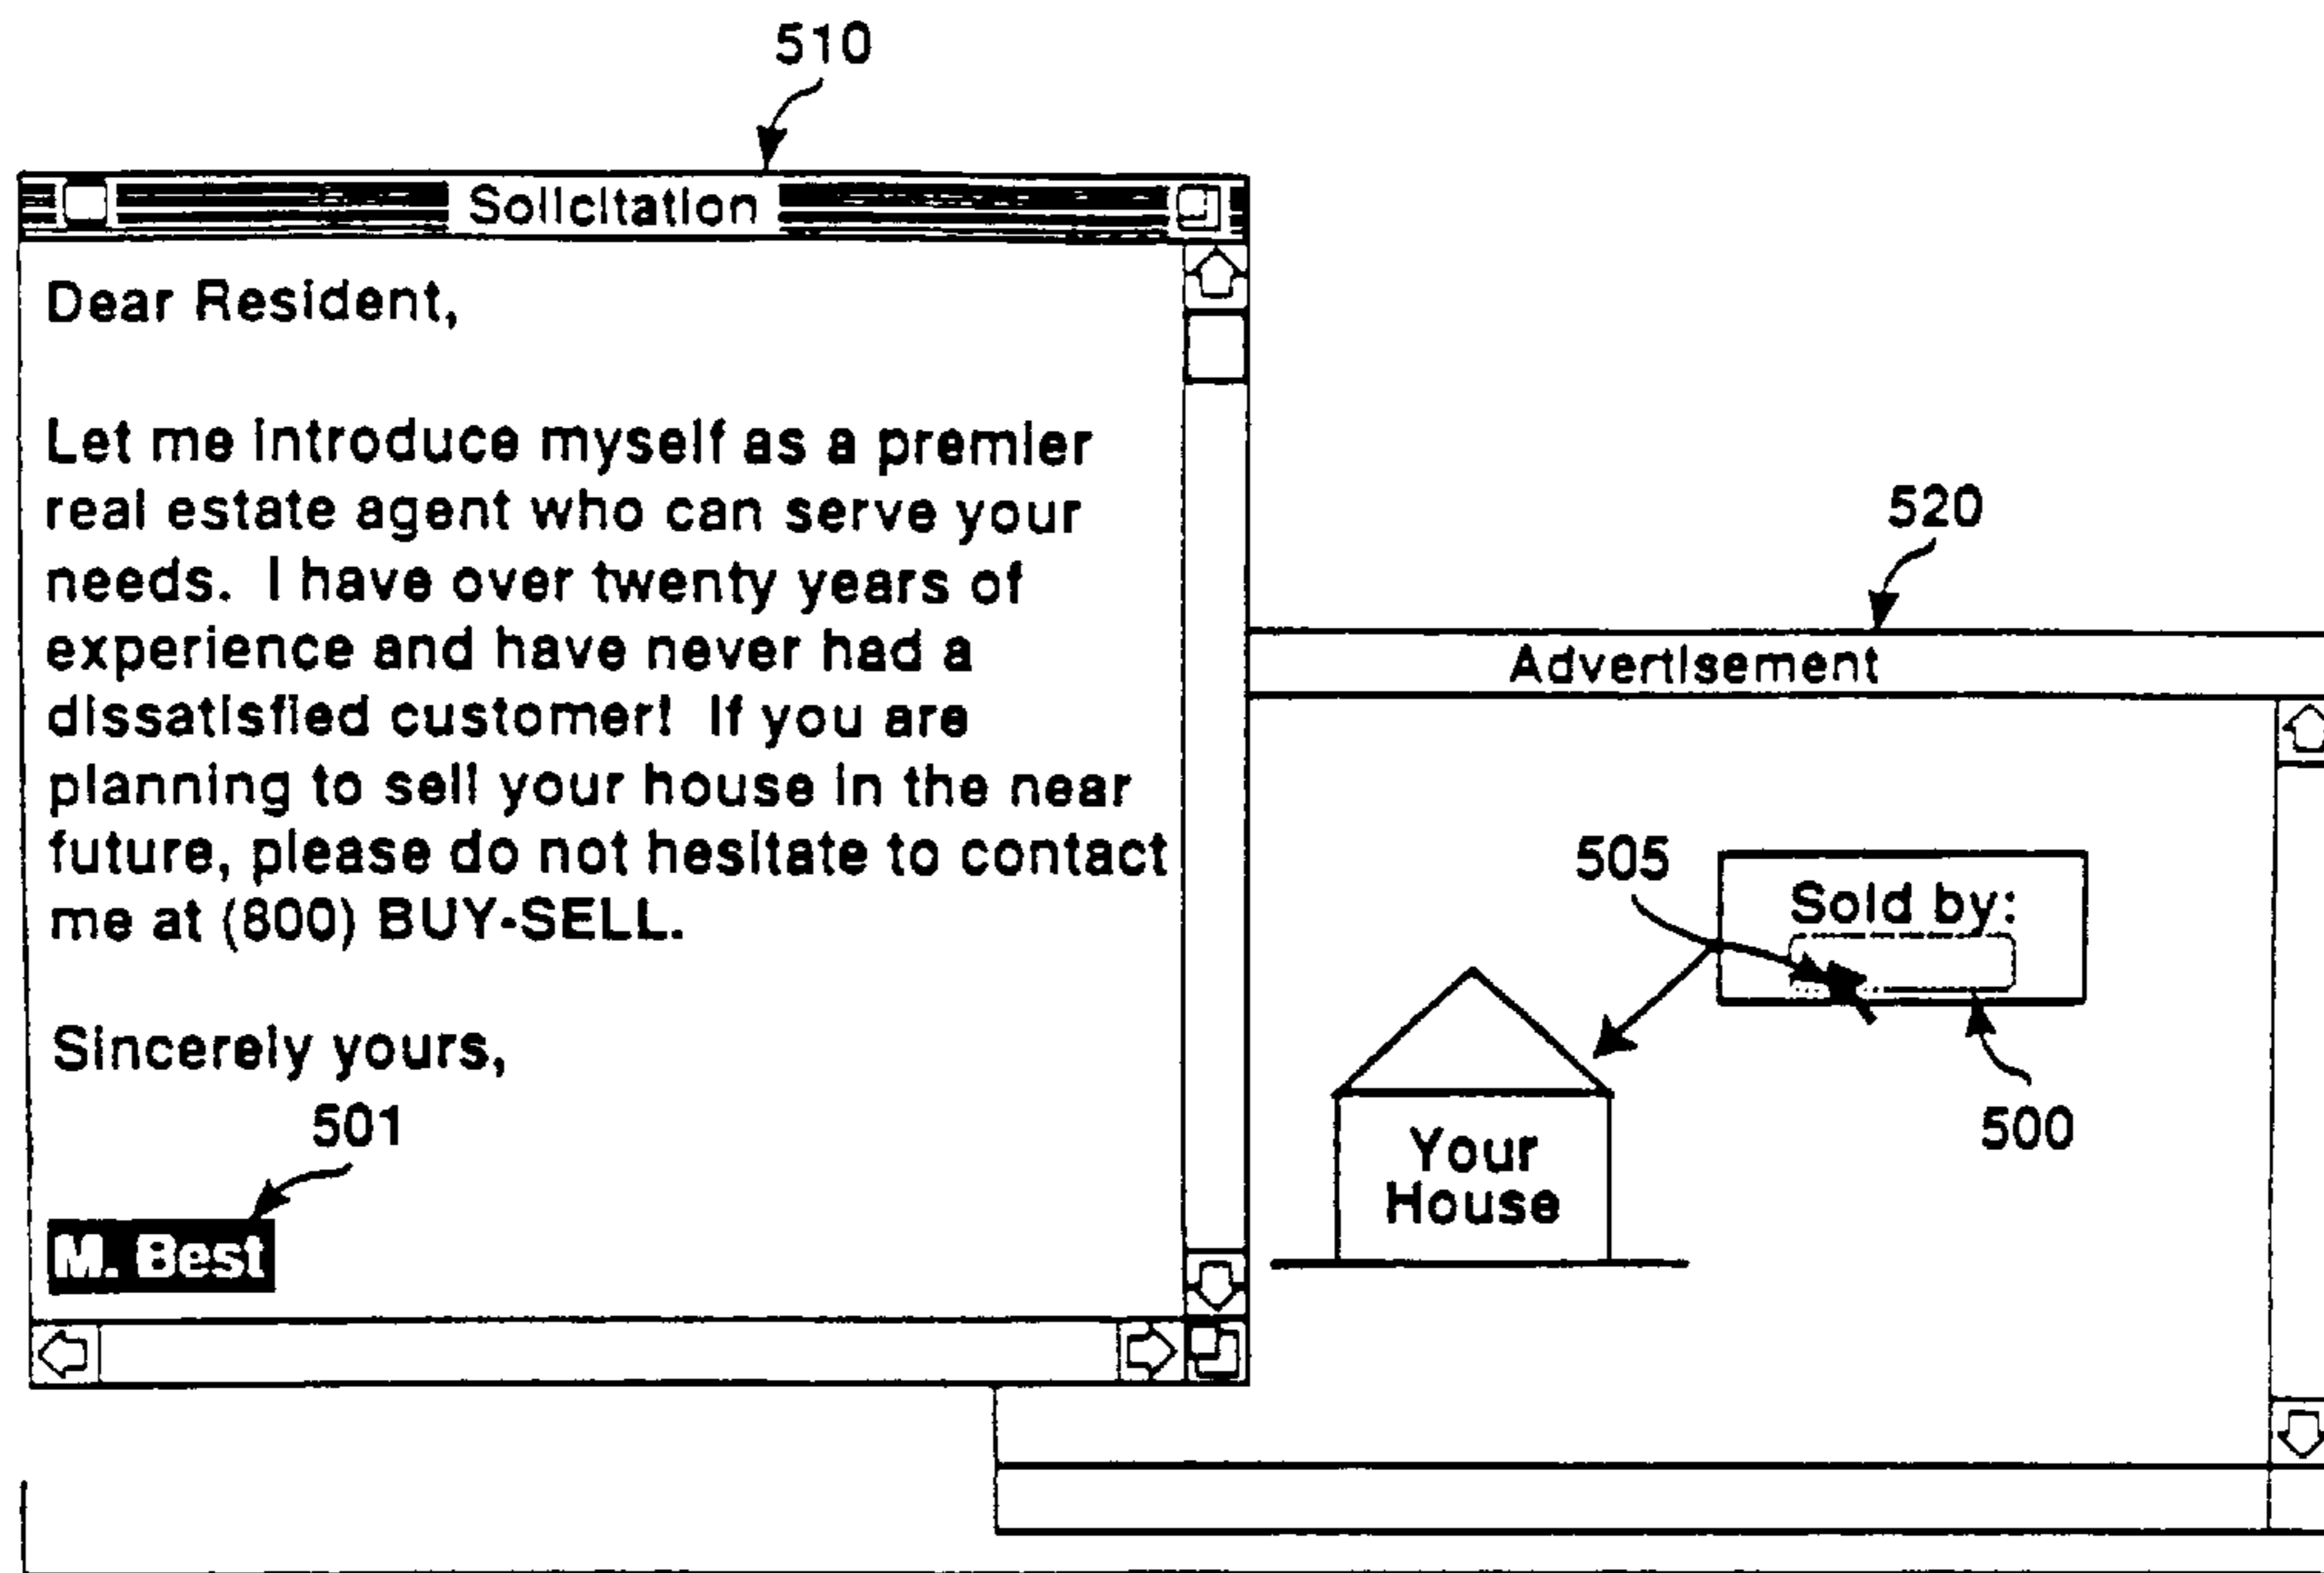 510
Solicitation
Dear Resident,
Let me introduce myself as a premier
real estate agent who can serve your
needs. I have over twenty years of
experience and have never had a
dissatisfied customer! If you are
planning to sell your house in the near
future, please do not hesitate to contact
me at (800) BUY-SELL.
Sincerely yours,
501
M. Best
520
Advertisement
505
Sold by:
500
Your
House